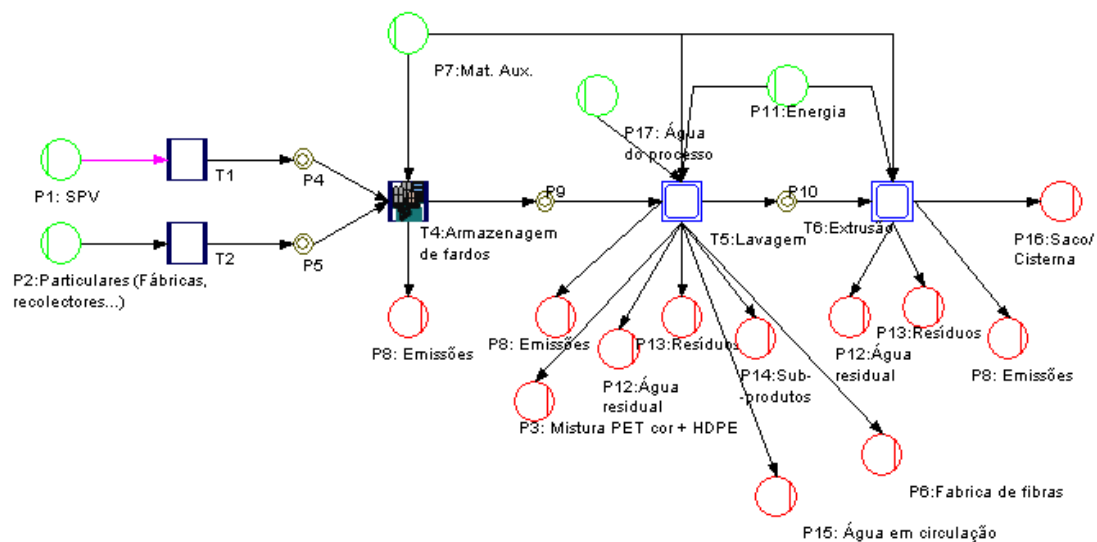 P7:Mat. Aux.
P11:Energia
P17: Água
do processo
P1: SPV
T1
P4
P9
P10
T4:Armazenagem
de fardos
T5:Lavagem
T6:Extrusão
P16:Saco/
Cisterna
P2:Particulares (Fábricas,
recolectores...)
T2
P5
P8: Emissões
P8: Emissões
P13:Resíduos
P12:Água
residual
P14:Sub-
-produtos
P3: Mistura PET cor + HDPE
P13:Resíduos
P12:Água
residual
P8: Emissões
P6:Fabrica de fibras
P15: Água em circulação